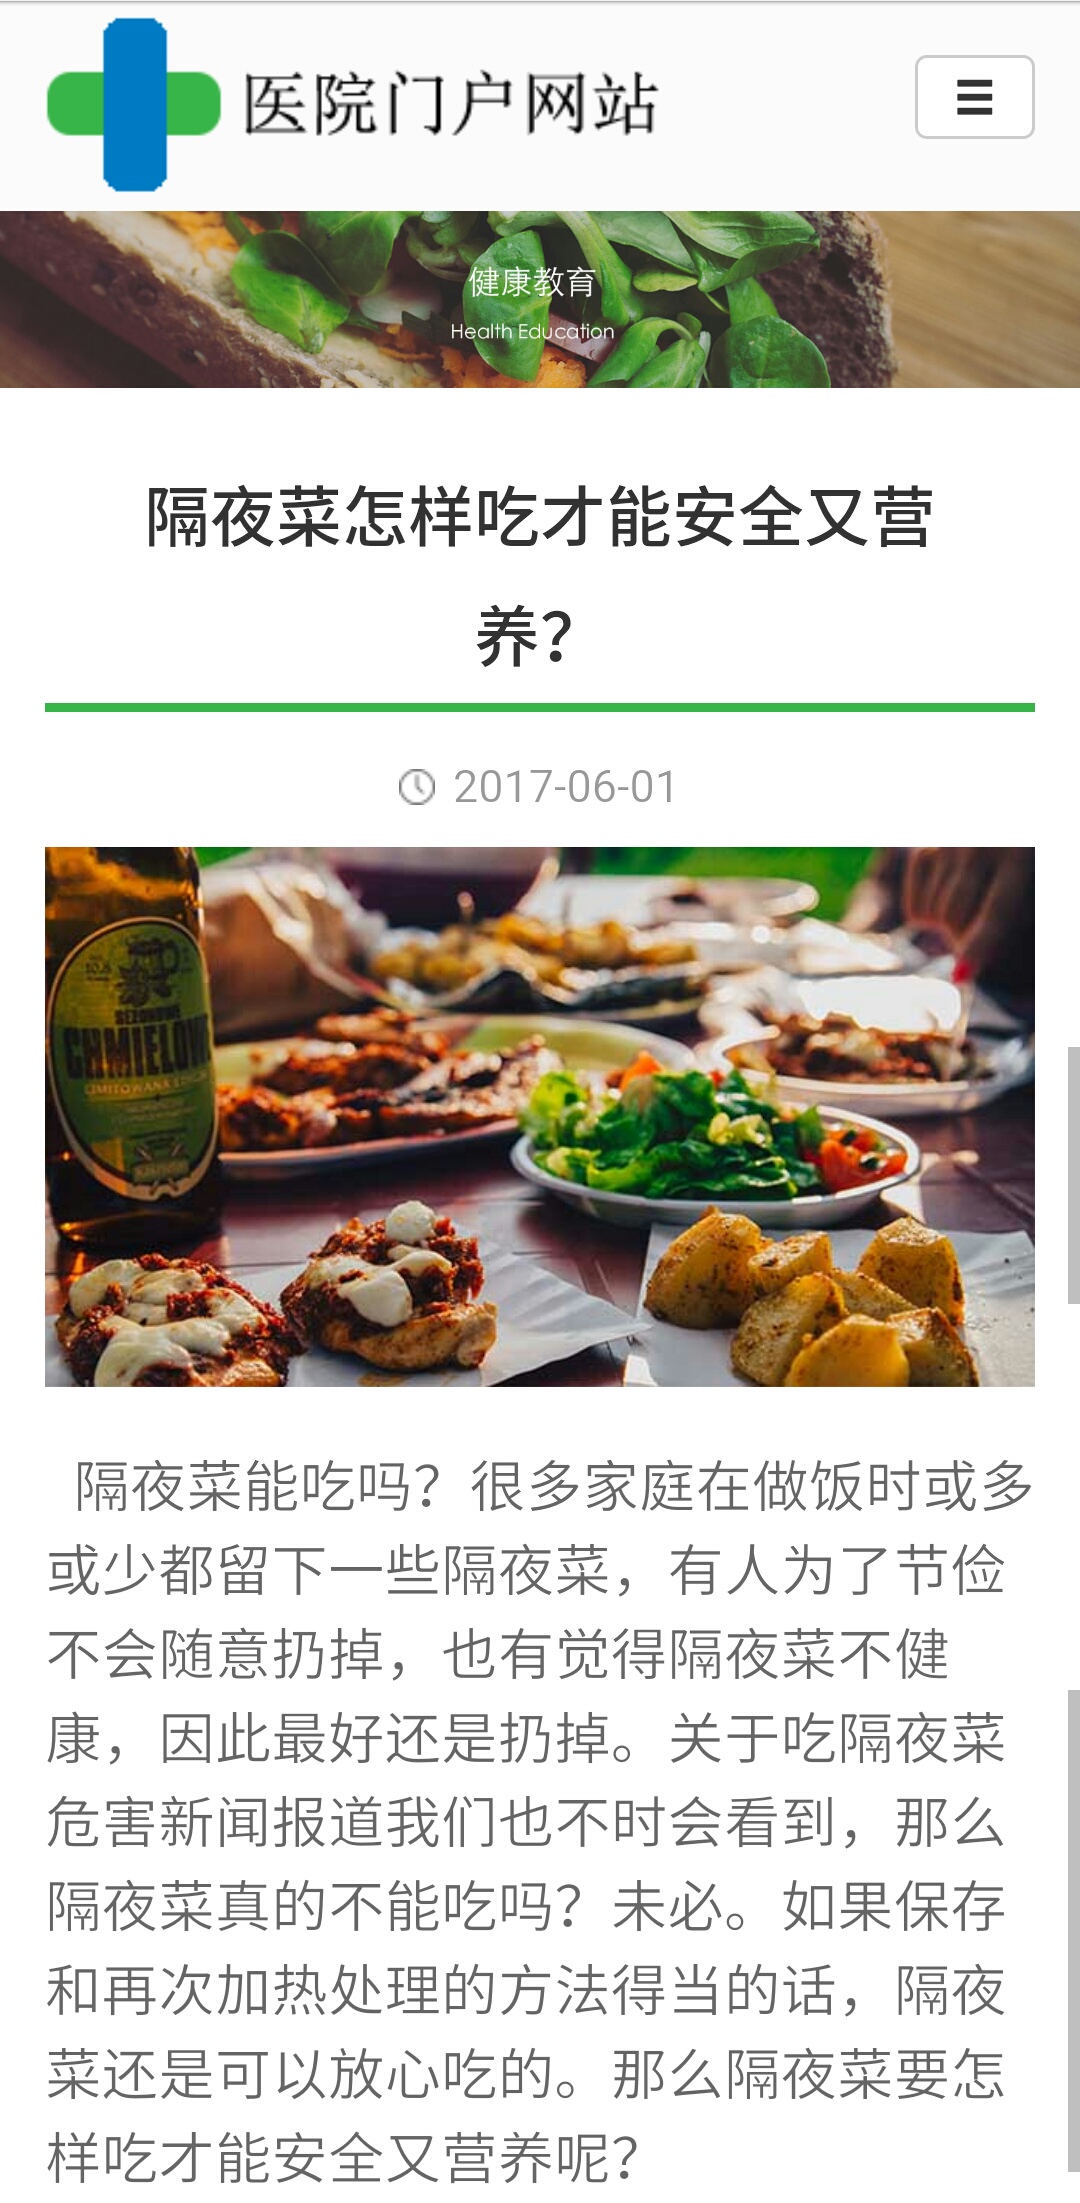 医院门户网站
健康教育
Health Education
隔夜菜怎样吃才能安全又营
养？
2017-06-01
SEZONOWE
CHMIELOW
隔夜菜能吃吗？很多家庭在做饭时或多
或少都留下一些隔夜菜，有人为了节俭
不会随意扔掉，也有觉得隔夜菜不健
康，因此最好还是扔掉。关于吃隔夜菜
危害新闻报道我们也不时会看到，那么
隔夜菜真的不能吃吗？未必。如果保存
和再次加热处理的方法得当的话，隔夜
菜还是可以放心吃的。那么隔夜菜要怎
样吃才能安全又营养呢？